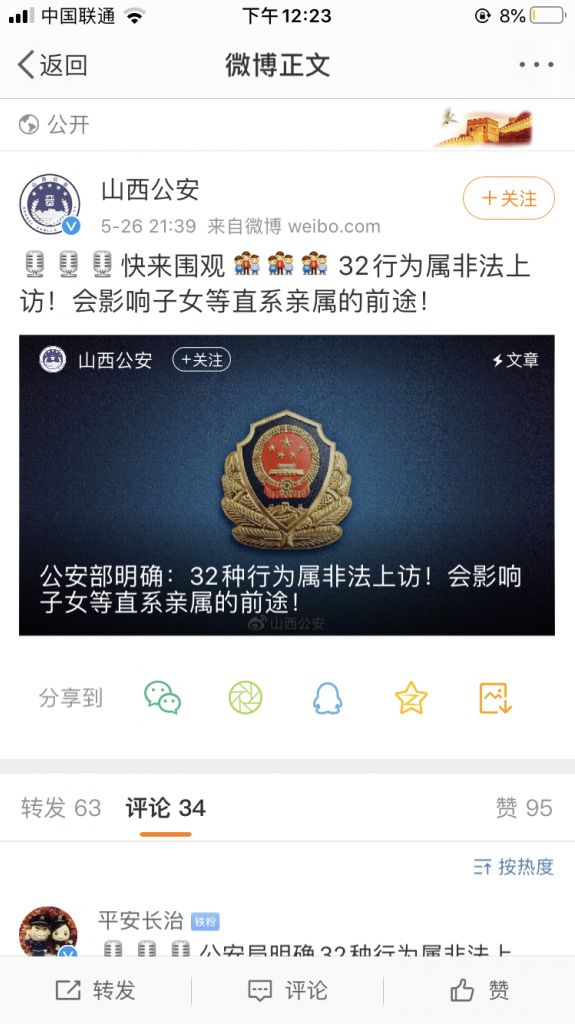 中国联通
下午12:23
8%
返回
微博正文
公开
山西公安
+关注
5-26 21:39 来自微博 weibo.com
快来围观 32行为属非法上
访！会影响子女等直系亲属的前途！
山西公安
+关注
文章
公安部明确：32种行为属非法上访！会影响
子女等直系亲属的前途！
山西公安
分享到
转发 63
评论 34
赞 95
按热度
平安长治
铁粉
公安局明确32种行为属非法上
转发
评论
赞